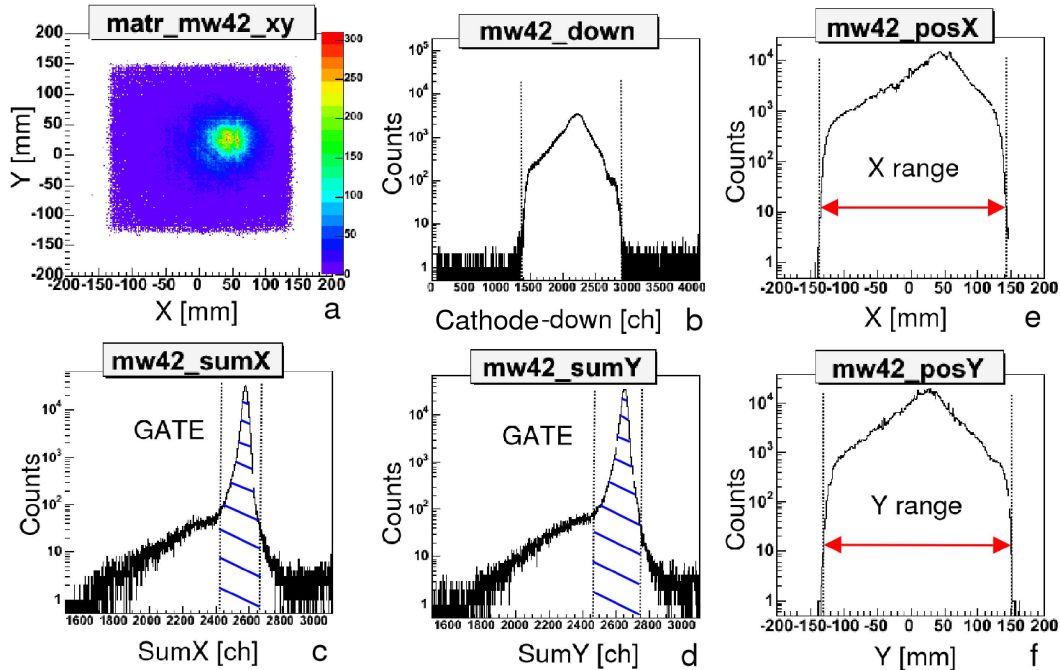 matr_mw42_xy
Y [mm]
200
150
100
50
0
-50
-100
-150
-200
-200 -150 -100 -50 0 50 100 150 200
X [mm]
a
300
250
200
150
100
50
0
mw42_down
Counts
10^5
10^4
10^3
10^2
10
1
0 500 1000 1500 2000 2500 3000 3500 4000
Cathode-down [ch]
b
mw42_posX
Counts
10^4
10^3
10^2
10
1
X range
-200 -150 -100 -50 0 50 100 150 200
X [mm]
e
mw42_sumX
GATE
Counts
10^4
10^3
10^2
10
1
1600 1800 2000 2200 2400 2600 2800 3000
SumX [ch]
c
mw42_sumY
GATE
Counts
10^4
10^3
10^2
10
1
1600 1800 2000 2200 2400 2600 2800 3000
SumY [ch]
d
mw42_posY
Counts
10^4
10^3
10^2
10
1
Y range
-200 -150 -100 -50 0 50 100 150 200
Y [mm]
f